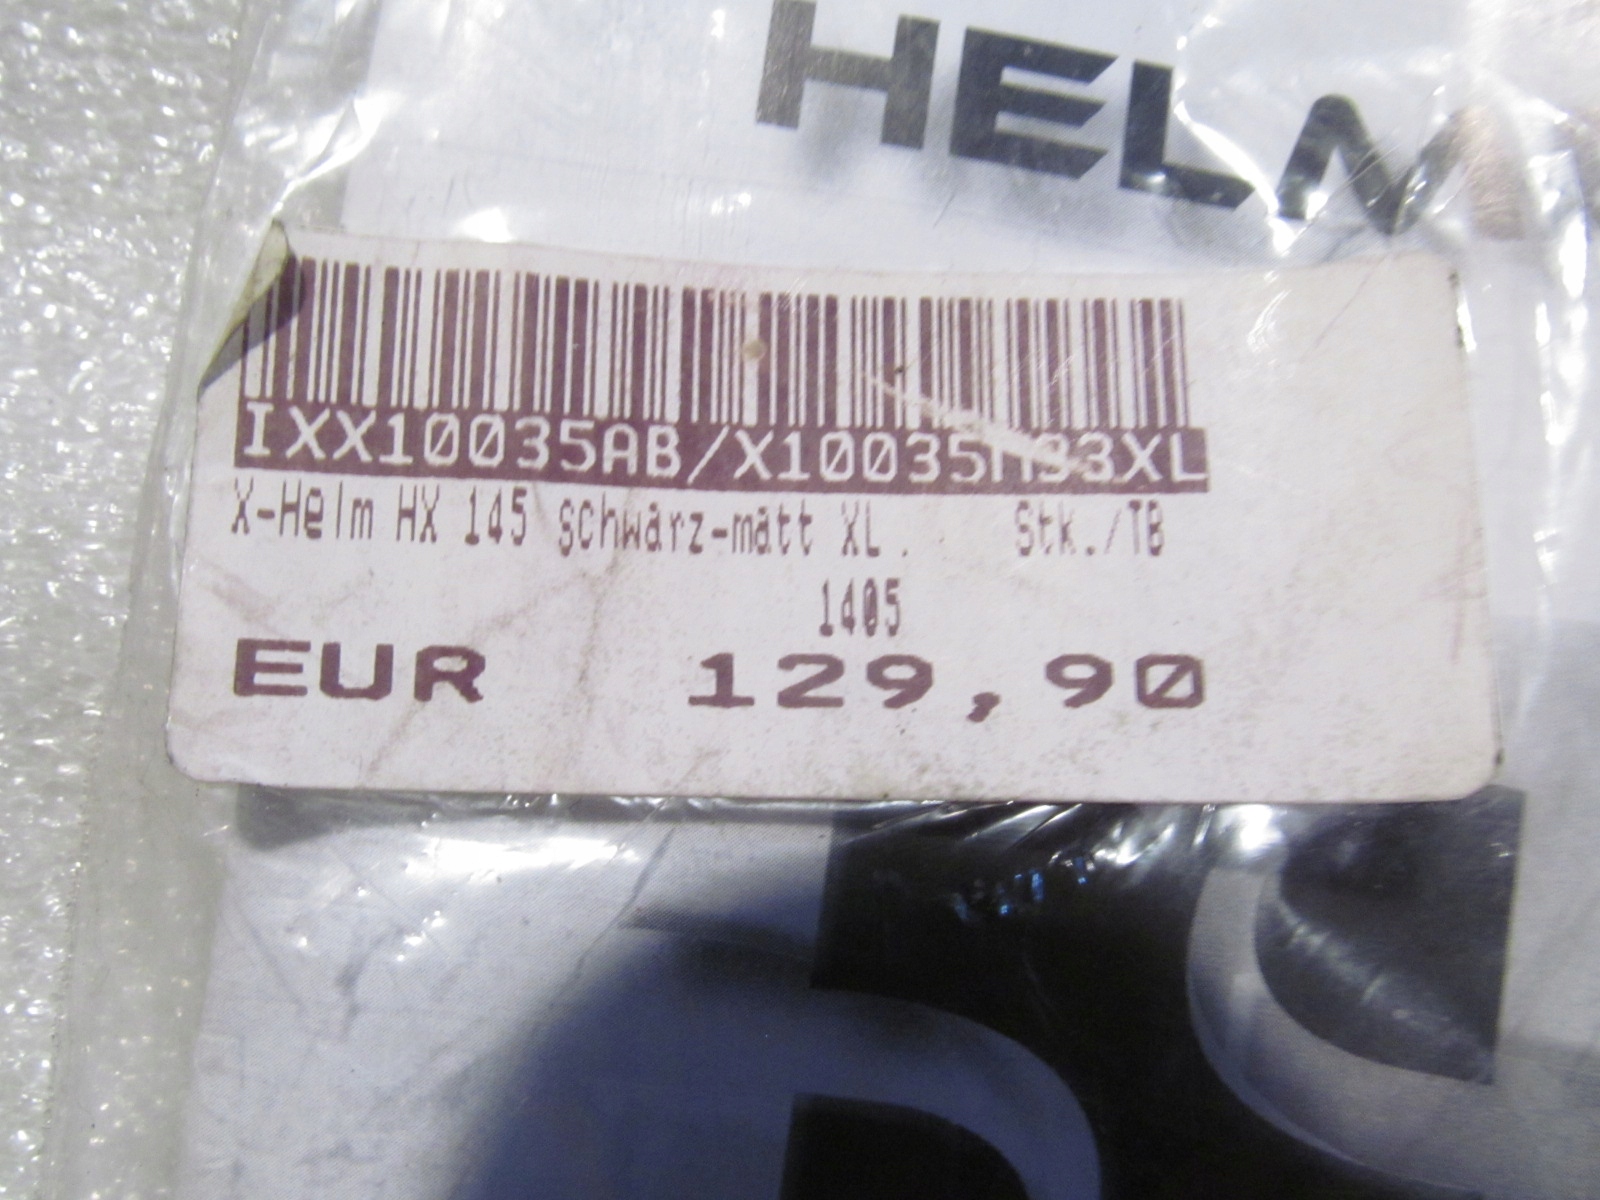 HELM
IXX10035AB/X10035M33XL
X-Helm HX 145 schwarz-matt XL . Stk./TB
1405
EUR 129,90